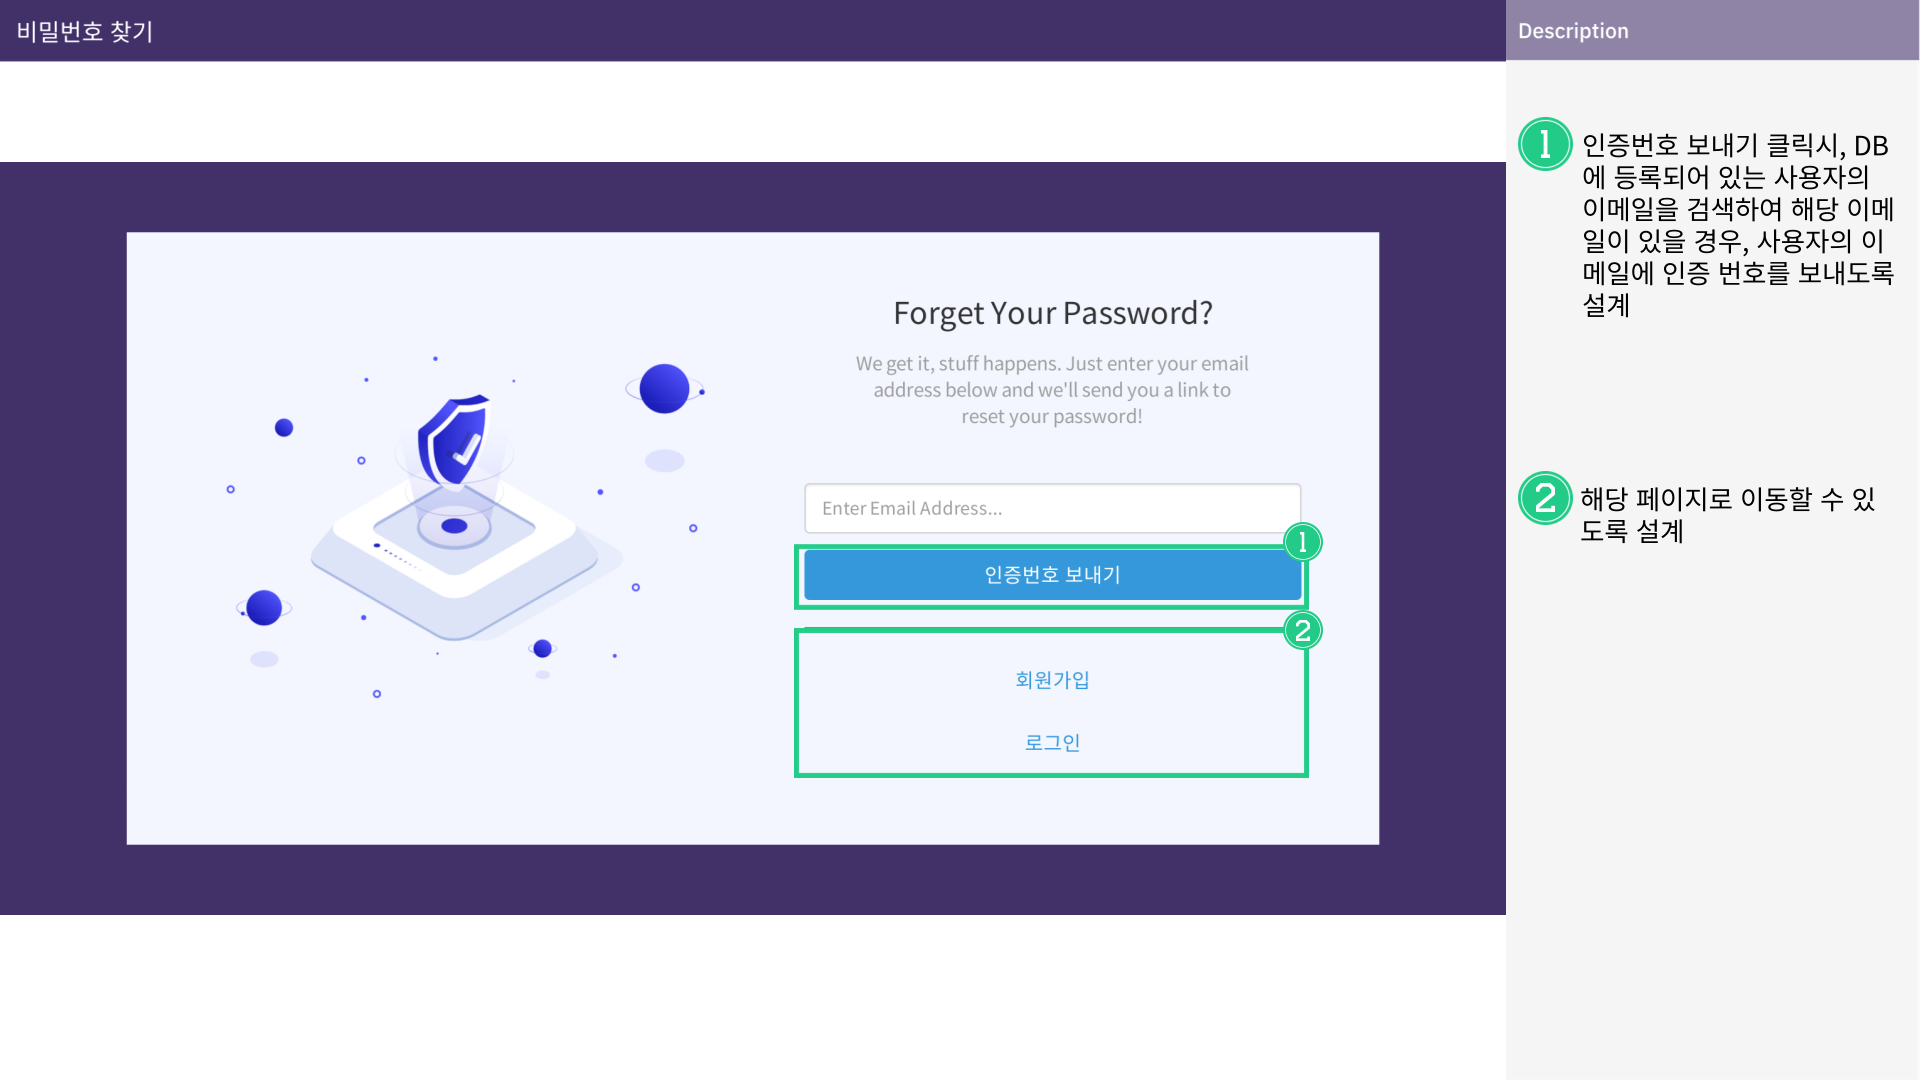 비밀번호 찾기
Description
Forget Your Password?
We get it, stuff happens. Just enter your email
address below and we'll send you a link to
reset your password!
Enter Email Address...
1
인증번호 보내기
2
회원가입
로그인
1
인증번호 보내기 클릭시, DB
에 등록되어 있는 사용자의
이메일을 검색하여 해당 이메
일이 있을 경우, 사용자의 이
메일에 인증 번호를 보내도록
설계
2
해당 페이지로 이동할 수 있
도록 설계